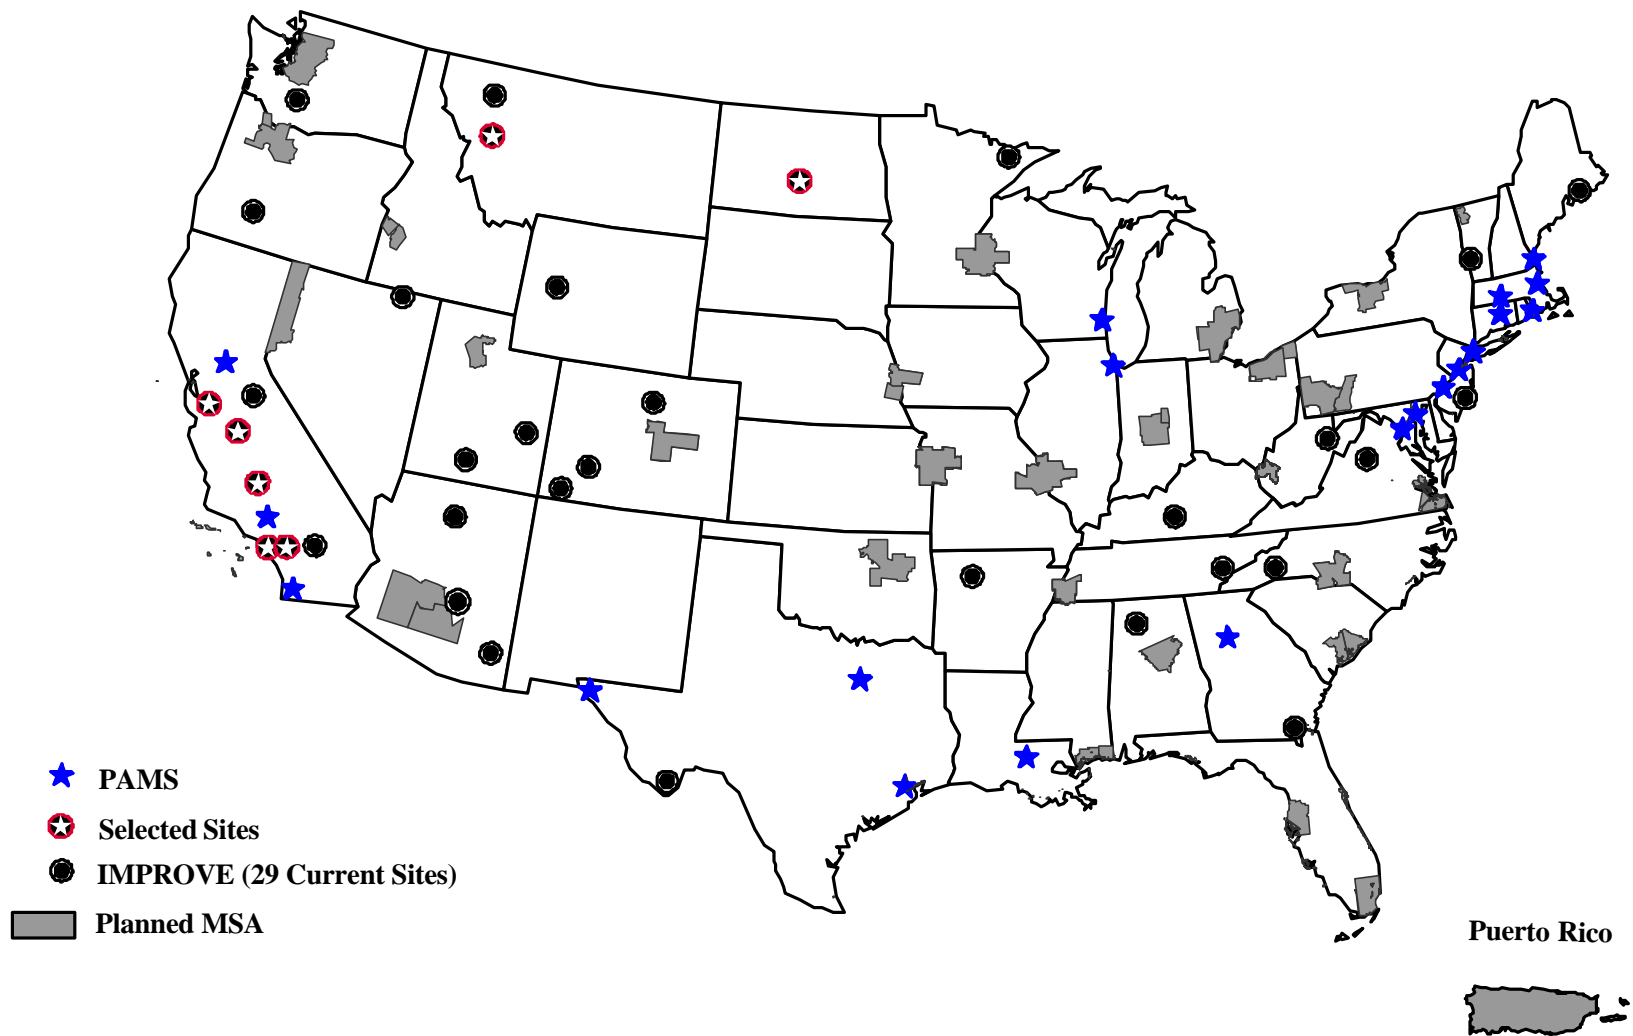 PAMS
Selected Sites
IMPROVE (29 Current Sites)
Planned MSA
Puerto Rico